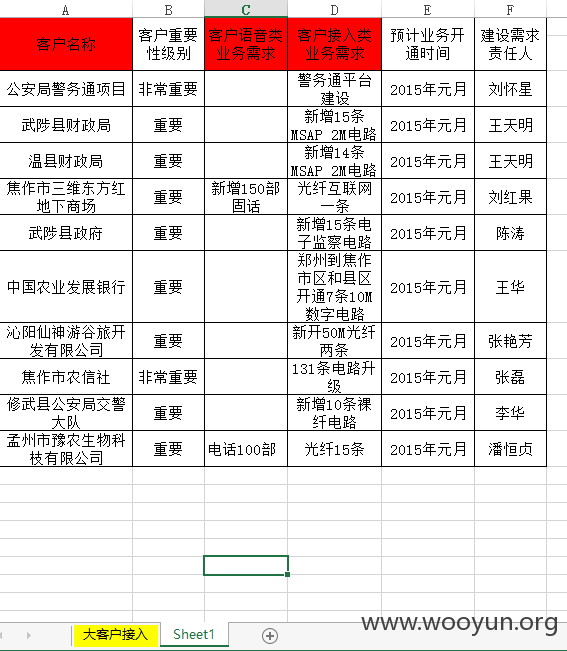 A B C D E F
客户名称 客户重要性级别 客户语音类业务需求 客户接入类业务需求 预计业务开通时间 建设需求责任人
公安局警务通项目 非常重要 警务通平台建设 2015年元月 刘怀星
武陟县财政局 重要 新增15条MSAP 2M电路 2015年元月 王天明
温县财政局 重要 新增14条MSAP 2M电路 2015年元月 王天明
焦作市三维东方红地下商场 重要 新增150部固话 光纤互联网一条 2015年元月 刘红果
武陟县政府 重要 新增15条电子监察电路 2015年元月 陈涛
中国农业发展银行 重要 郑州到焦作市区和县区开通7条10M数字电路 2015年元月 王华
沁阳仙神游谷旅开发有限公司 重要 新开50M光纤两条 2015年元月 张艳芳
焦作市农信社 非常重要 131条电路升级 2015年元月 张磊
修武县公安局交警大队 重要 新增10条裸纤电路 2015年元月 李华
孟州市豫农生物科技有限公司 重要 电话100部 光纤15条 2015年元月 潘恒贞
www.wooyun.org
大客户接入 Sheet1